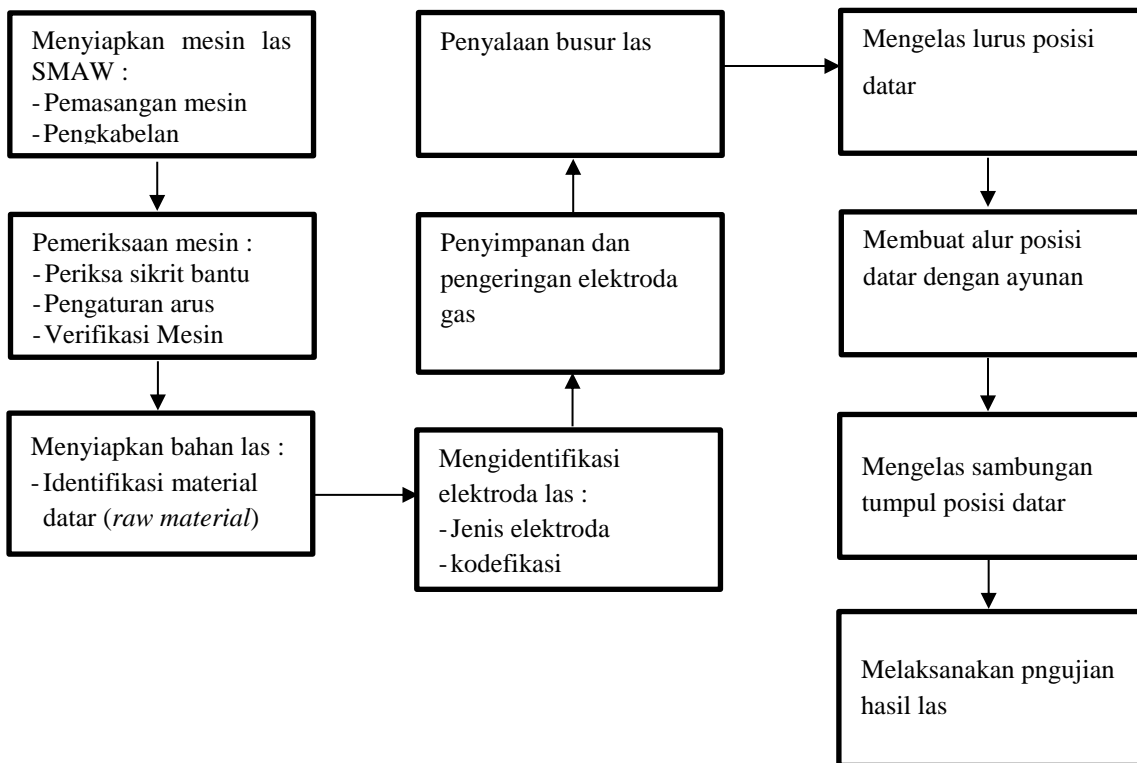 Menyiapkan mesin las
SMAW :
- Pemasangan mesin
- Pengkabelan
Pemeriksaan mesin :
- Periksa sikrit bantu
- Pengaturan arus
- Verifikasi Mesin
Menyiapkan bahan las :
- Identifikasi material
datar (raw material)
Mengidentifikasi
elektroda las :
- Jenis elektroda
- kodefikasi
Penyimpanan dan
pengeringan elektroda
gas
Penyalaan busur las
Mengelas lurus posisi
datar
Membuat alur posisi
datar dengan ayunan
Mengelas sambungan
tumpul posisi datar
Melaksanakan pngujian
hasil las